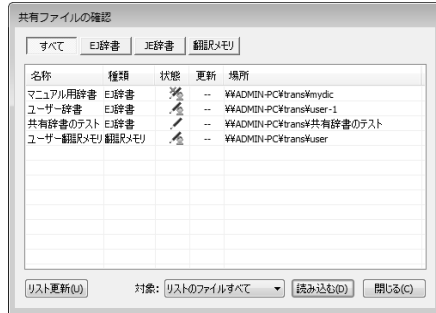 共有ファイルの確認
すべて EJ辞書 JE辞書 翻訳メモリ
名称 種類 状態 更新 場所
マニュアル用辞書 EJ辞書 -- ¥¥ADMIN-PC¥trans¥mydic
ユーザー辞書 EJ辞書 -- ¥¥ADMIN-PC¥trans¥user-1
共有辞書のテスト EJ辞書 -- ¥¥ADMIN-PC¥trans¥共有辞書のテスト
ユーザー翻訳メモリ 翻訳メモリ -- ¥¥ADMIN-PC¥trans¥user
リスト更新(U) 対象: リストのファイルすべて 読み込む(D) 閉じる(C)